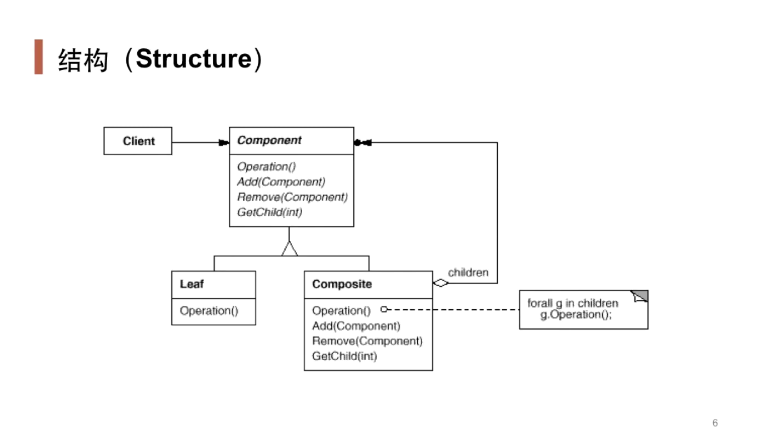 结构（Structure）
Client
Component
Operation()
Add(Component)
Remove(Component)
GetChild(int)
children
Leaf
Operation()
Composite
Operation()
Add(Component)
Remove(Component)
GetChild(int)
forall g in children
g.Operation();
6